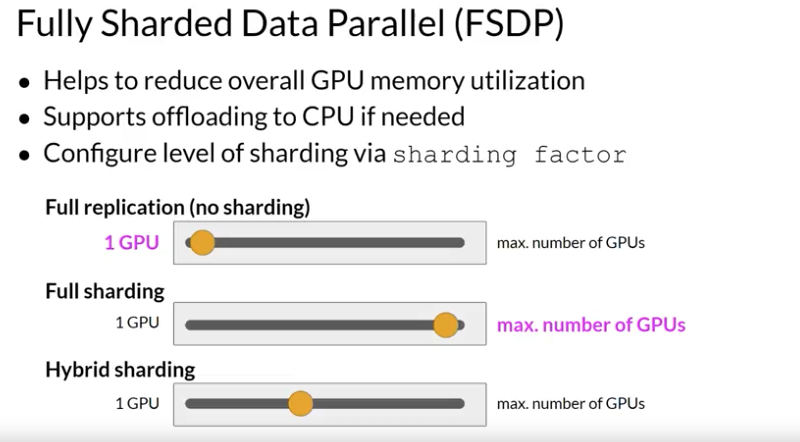 Fully Sharded Data Parallel (FSDP)
• Helps to reduce overall GPU memory utilization
• Supports offloading to CPU if needed
• Configure level of sharding via sharding factor
Full replication (no sharding)
1 GPU max. number of GPUs
Full sharding
1 GPU max. number of GPUs
Hybrid sharding
1 GPU max. number of GPUs